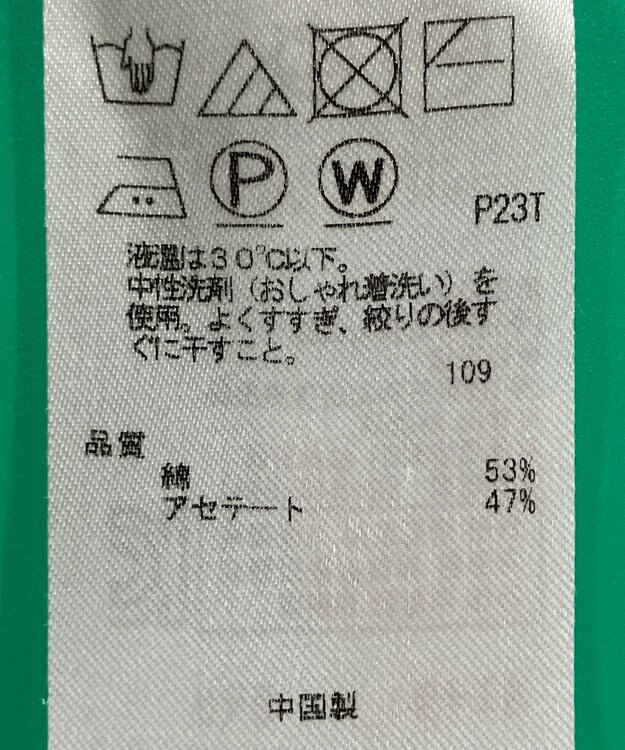 P W P23T
液温は30℃以下。
中性洗剤（おしゃれ着洗い）を
使用。よくすすぎ、絞りの後す
ぐに干すこと。
109
品質
綿 53%
アセテート 47%
中国製